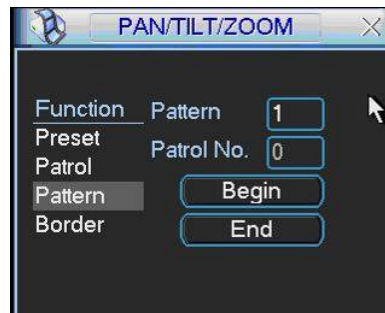 PAN/TILT/ZOOM
Function
Preset
Patrol
Pattern
Border
Pattern 1
Patrol No. 0
Begin
End